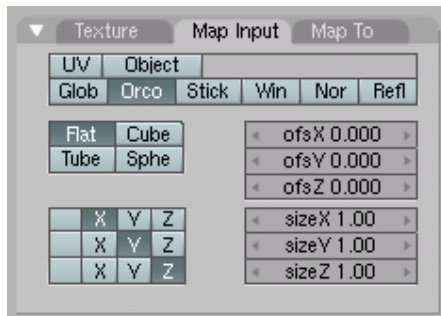 Texture Map Input Map To
UV Object
Glob Orco Stick Win Nor Refl
Flat Cube ofsX 0.000
Tube Sphe ofsY 0.000
ofsZ 0.000
X Y Z sizeX 1.00
X Y Z sizeY 1.00
X Y Z sizeZ 1.00